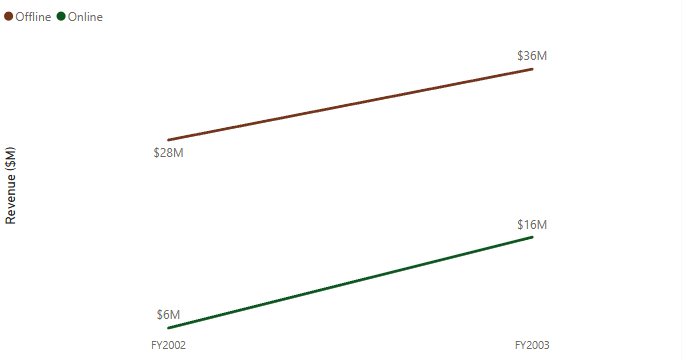 Offline Online
$36M
$28M
Revenue ($M)
$16M
$6M
FY2002 FY2003